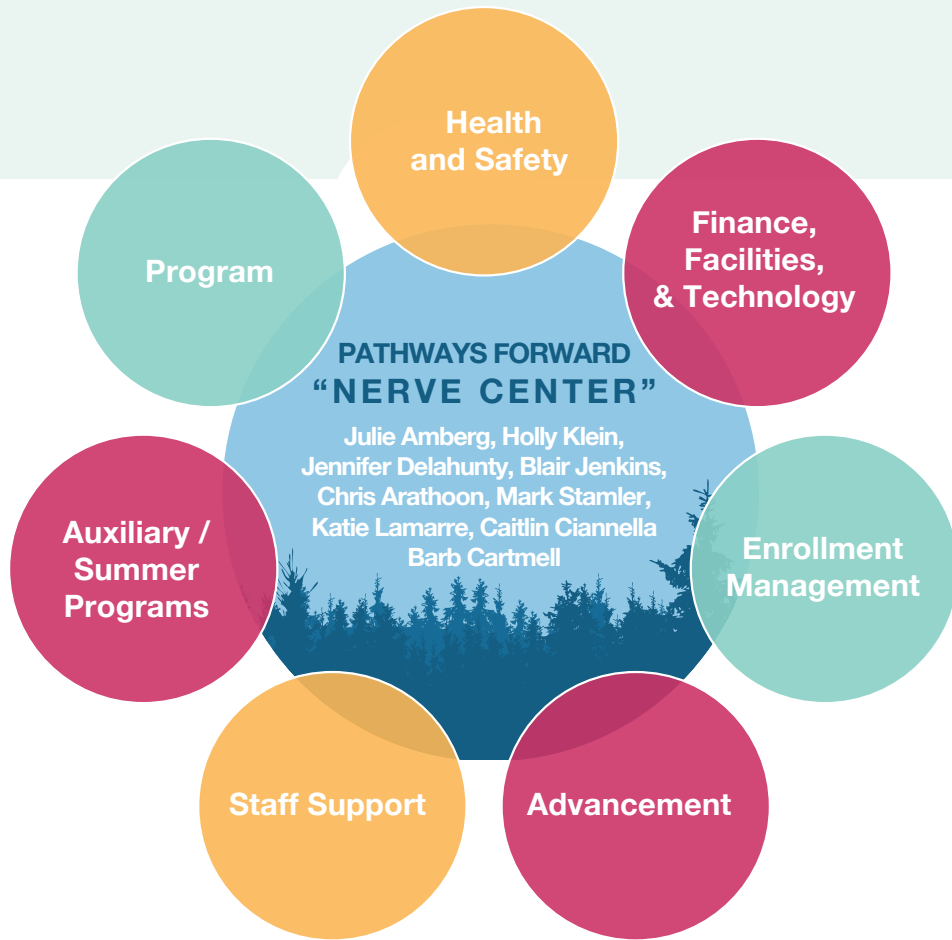 Health
and Safety
Finance,
Facilities,
& Technology
Program
PATHWAYS FORWARD
“NERVE CENTER”
Julie Amberg, Holly Klein,
Jennifer Delahunty, Blair Jenkins,
Chris Arathoon, Mark Stamler,
Katie Lamarre, Caitlin Ciannella
Barb Cartmell
Auxiliary /
Summer
Programs
Enrollment
Management
Staff Support
Advancement